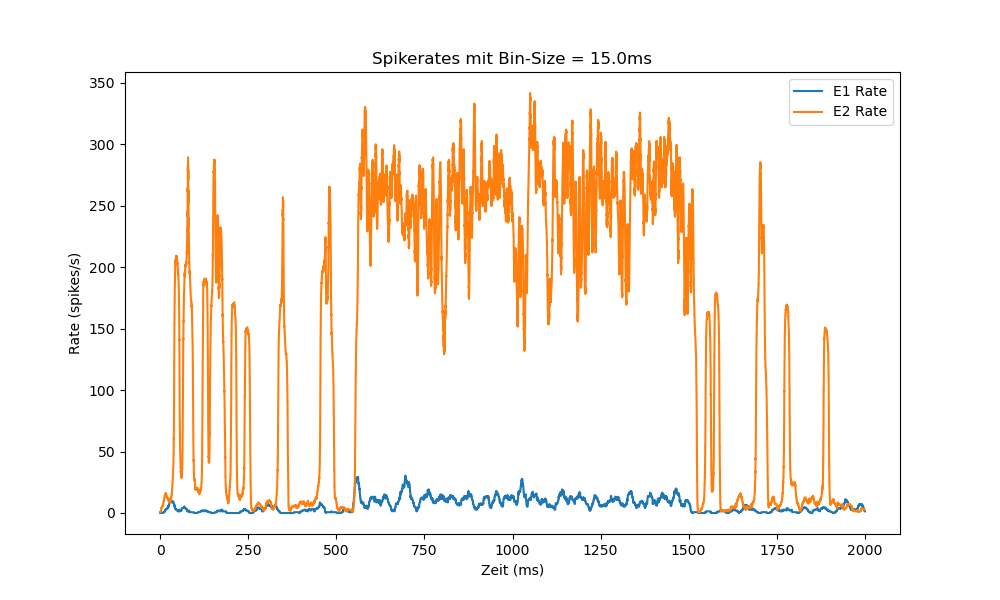 Spikerates mit Bin-Size = 15.0ms
E1 Rate
E2 Rate
Rate (spikes/s)
350
300
250
200
150
100
50
0
0 250 500 750 1000 1250 1500 1750 2000
Zeit (ms)